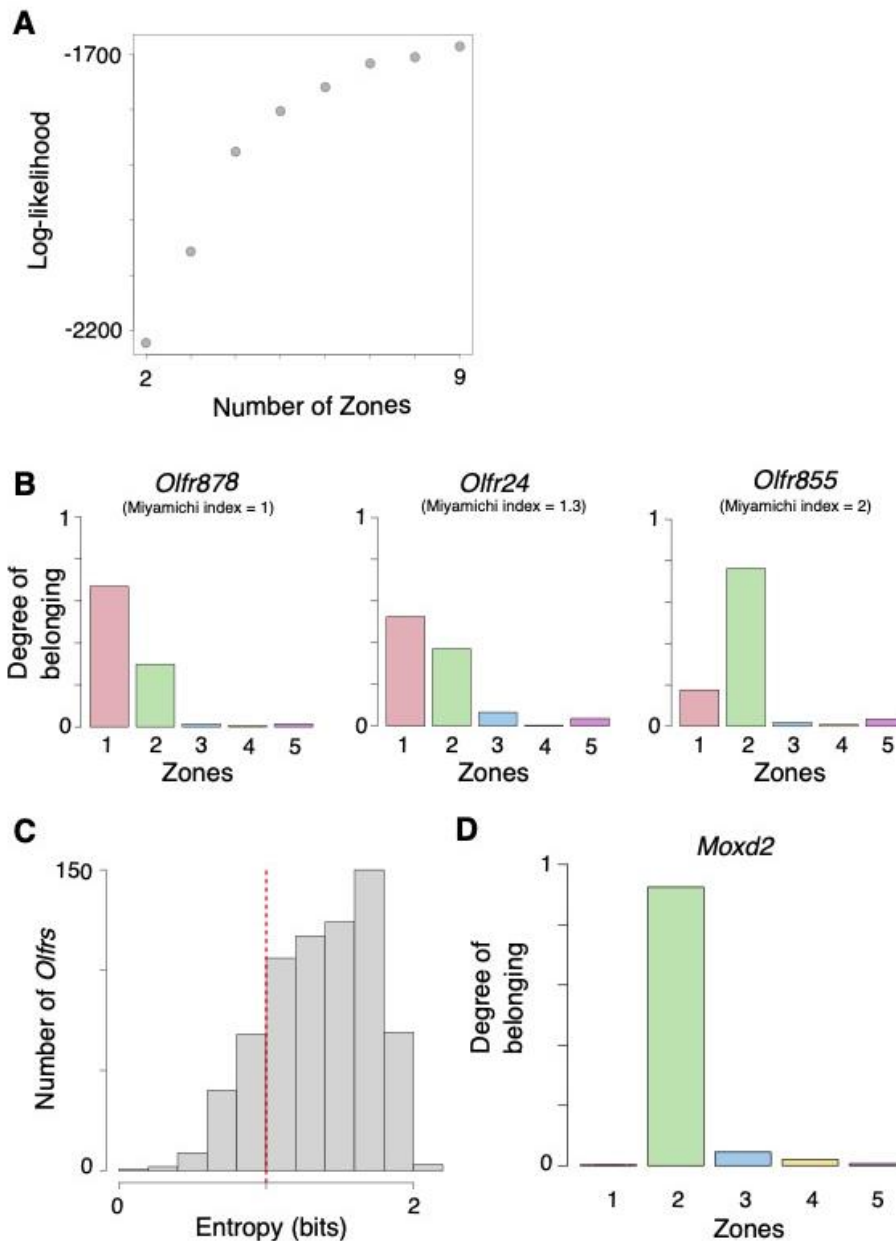 A
-1700
Log-likelihood
-2200
2 9
Number of Zones
B
Olfr878 Olfr24 Olfr855
(Miyamichi index = 1) (Miyamichi index = 1.3) (Miyamichi index = 2)
1 1 1
Degree of
belonging
0 0 0
1 2 3 4 5 1 2 3 4 5 1 2 3 4 5
Zones Zones Zones
C
150
Number of Olfrs
0
0 2
Entropy (bits)
D
Moxd2
1
Degree of
belonging
0
1 2 3 4 5
Zones